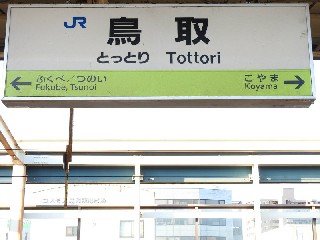 JR 鳥取
とっとり Tottori
ふくべ/つのい こやま
Fukube, Tsunoi Koyama